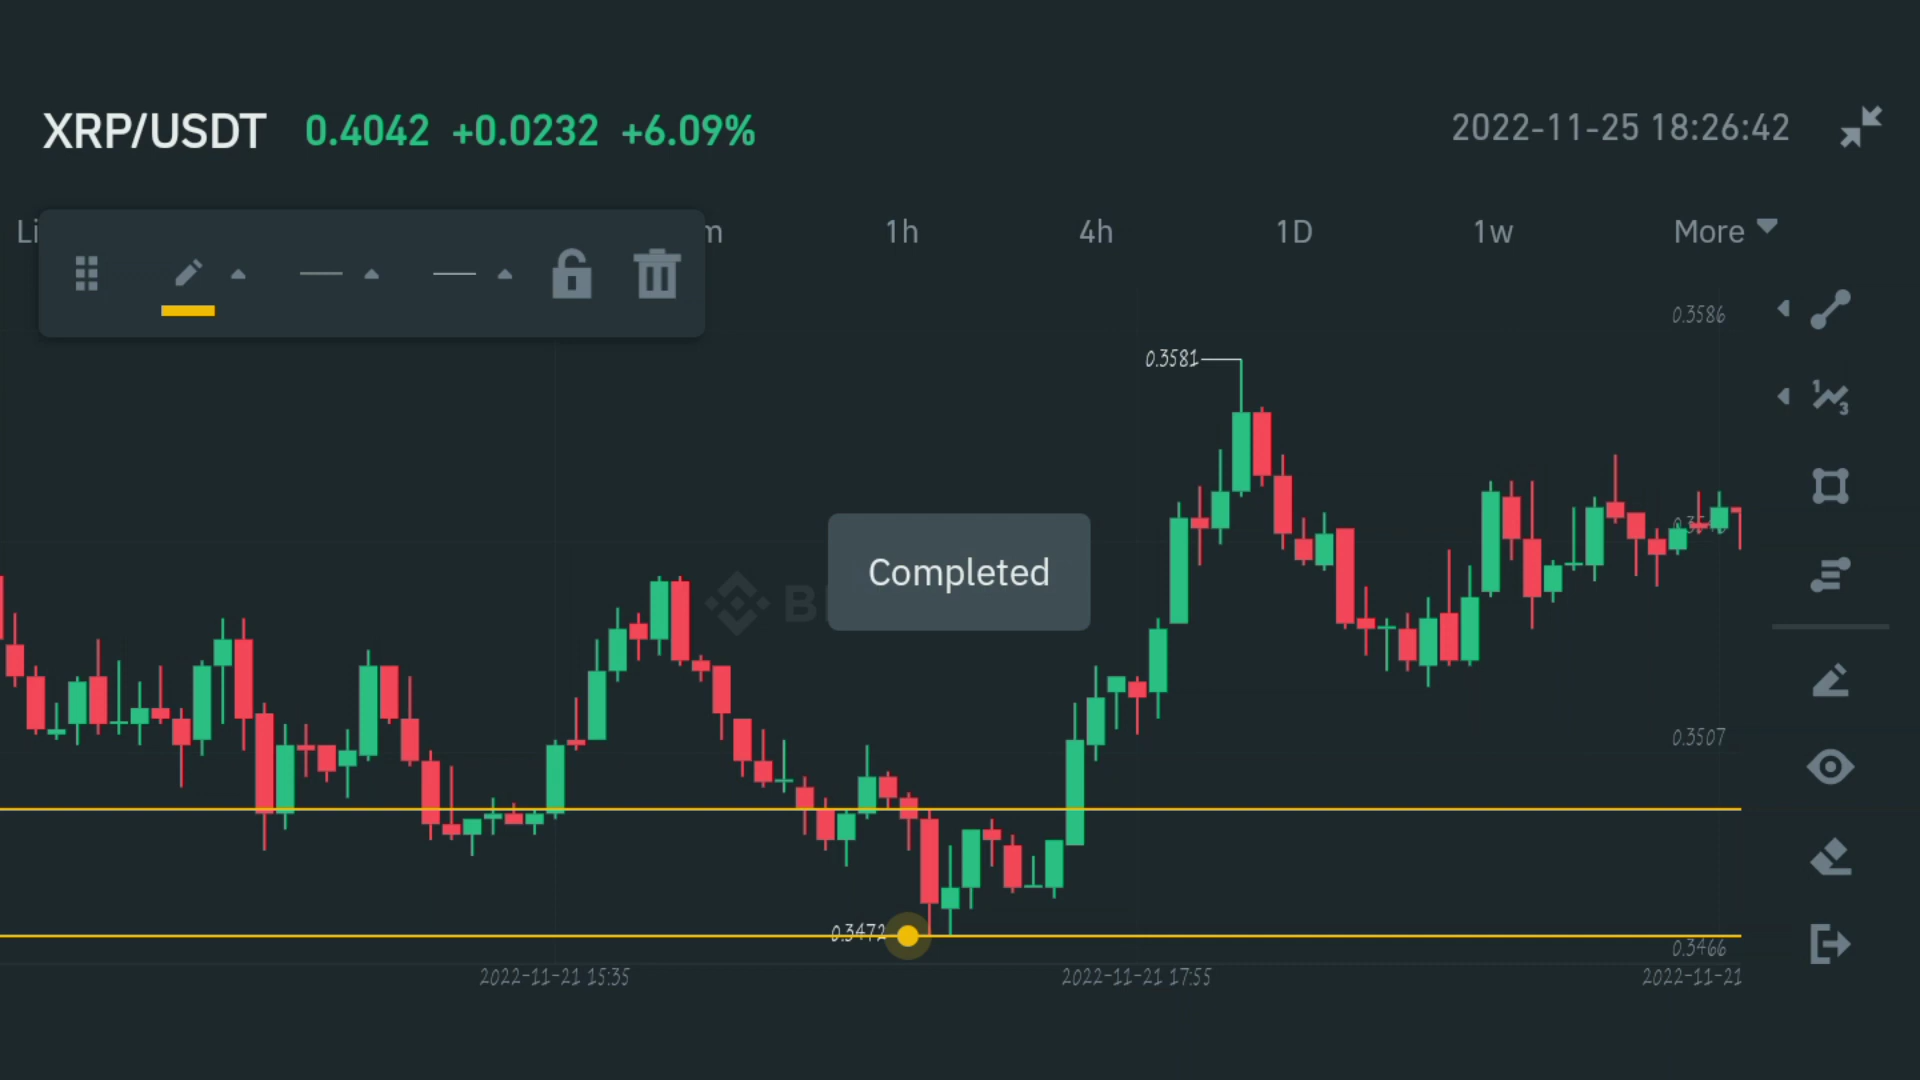 XRP/USDT 0.4042 +0.0232 +6.09% 2022-11-25 18:26:42
Li m 1h 4h 1D 1w More
0.3586
0.3581
1
3
Completed
B
0.3507
0.3472
0.3466
2022-11-21 15:35 2022-11-21 17:55 2022-11-21